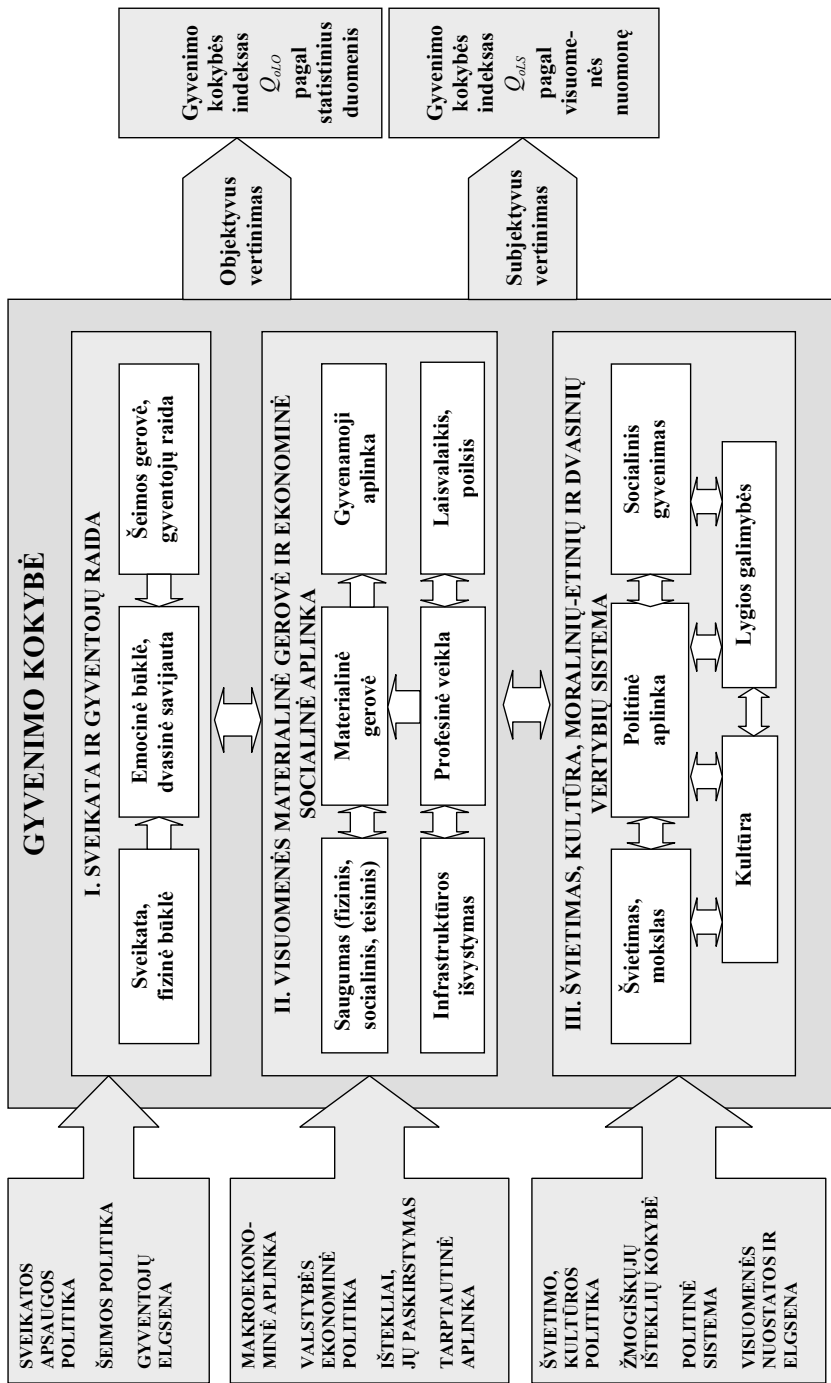 SVEIKATOS
APSAUGOS
POLITIKA
ŠEIMOS POLITIKA
GYVENTOJŲ
ELGSENA
MAKROEKONO-
MINĖ APLINKA
VALSTYBĖS
EKONOMINĖ
POLITIKA
IŠTEKLIAI,
JŲ PASKIRSTYMAS
TARPTAUTINĖ
APLINKA
ŠVIETIMO,
KULTŪROS
POLITIKA
ŽMOGIŠKŲJŲ
IŠTEKLIŲ KOKYBĖ
POLITINĖ
SISTEMA
VISUOMENĖS
NUOSTATOS IR
ELGSENA
GYVENIMO KOKYBĖ
I. SVEIKATA IR GYVENTOJŲ RAIDA
Sveikata,
fizinė būklė
Emocinė būklė,
dvasinė savijauta
Šeimos gerovė,
gyventojų raida
II. VISUOMENĖS MATERIALINĖ GEROVĖ IR EKONOMINĖ
SOCIALINĖ APLINKA
Saugumas (fizinis,
socialinis, teisinis)
Materialinė
gerovė
Gyvenamoji
aplinka
Infrastruktūros
išvystymas
Profesinė veikla
Laisvalaikis,
poilsis
III. ŠVIETIMAS, KULTŪRA, MORALINIŲ-ETINIŲ IR DVASINIŲ
VERTYBIŲ SISTEMA
Švietimas,
mokslas
Politinė
aplinka
Socialinis
gyvenimas
Kultūra
Lygios galimybės
Objektyvus
vertinimas
Subjektyvus
vertinimas
Gyvenimo
kokybės
indeksas
QoLO
pagal
statistinius
duomenis
Gyvenimo
kokybės
indeksas
QoLS
pagal
visuome-
nės
nuomonę